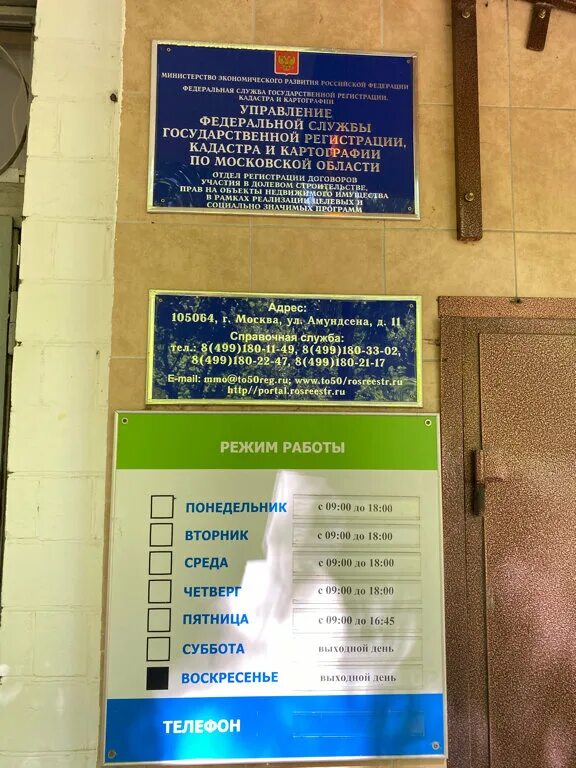 МИНИСТЕРСТВО ЭКОНОМИЧЕСКОГО РАЗВИТИЯ РОССИЙСКОЙ ФЕДЕРАЦИИ
ФЕДЕРАЛЬНАЯ СЛУЖБА ГОСУДАРСТВЕННОЙ РЕГИСТРАЦИИ,
КАДАСТРА И КАРТОГРАФИИ
УПРАВЛЕНИЕ
ФЕДЕРАЛЬНОЙ СЛУЖБЫ
ГОСУДАРСТВЕННОЙ РЕГИСТРАЦИИ,
КАДАСТРА И КАРТОГРАФИИ
ПО МОСКОВСКОЙ ОБЛАСТИ
ОТДЕЛ РЕГИСТРАЦИИ ДОГОВОРОВ
УЧАСТИЯ В ДОЛЕВОМ СТРОИТЕЛЬСТВЕ,
ПРАВ НА ОБЪЕКТЫ НЕДВИЖИМОГО ИМУЩЕСТВА
В РАМКАХ РЕАЛИЗАЦИИ ЦЕЛЕВЫХ И
СОЦИАЛЬНО ЗНАЧИМЫХ ПРОГРАММ
Адрес:
105064, г. Москва, ул. Амундсена, д. 11
Справочная служба:
тел.: 8(499)180-11-49, 8(499)180-33-02,
8(499)180-22-47, 8(499)180-21-17
E-mail: mmo@to50reg.ru; www.to50/rosreestr.ru
http//portal.rosreestr.ru
РЕЖИМ РАБОТЫ
ПОНЕДЕЛЬНИК с 09:00 до 18:00
ВТОРНИК с 09:00 до 18:00
СРЕДА с 09:00 до 18:00
ЧЕТВЕРГ с 09:00 до 18:00
ПЯТНИЦА с 09:00 до 16:45
СУББОТА выходной день
ВОСКРЕСЕНЬЕ выходной день
ТЕЛЕФОН